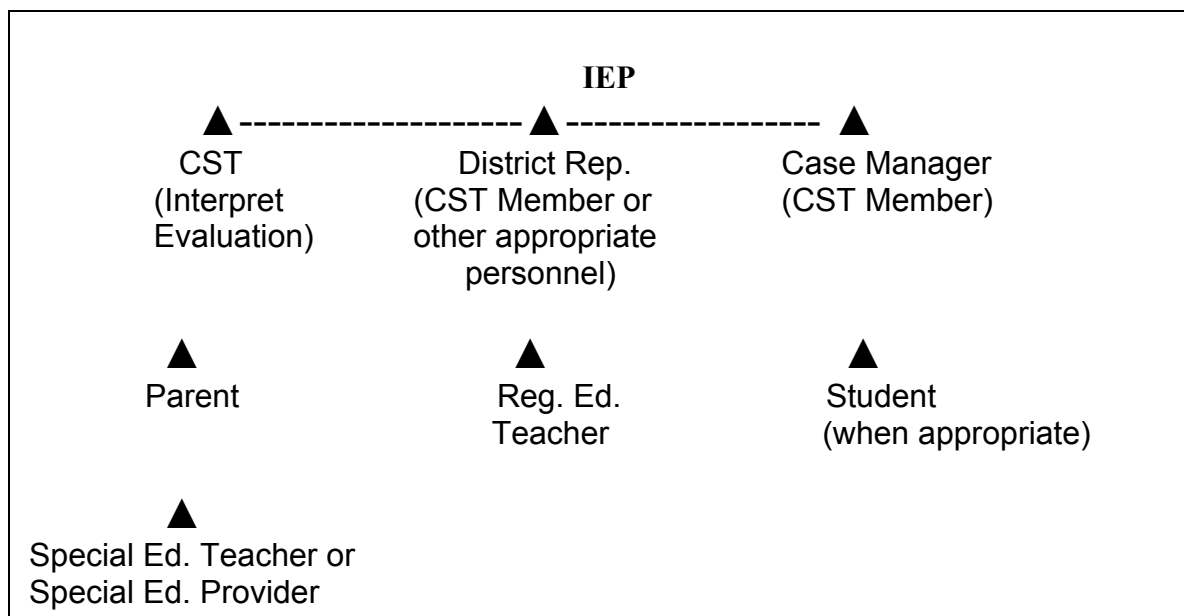 IEP
▲ -------------------- ▲ ------------------ ▲
CST
(Interpret
Evaluation)
District Rep.
(CST Member or
other appropriate
personnel)
Case Manager
(CST Member)
▲ ▲ ▲
Parent
Reg. Ed.
Teacher
Student
(when appropriate)
▲
Special Ed. Teacher or
Special Ed. Provider